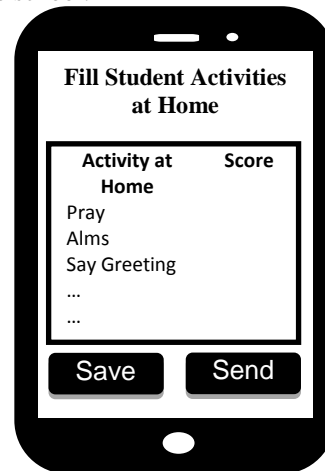 Fill Student Activities
at Home
Activity at Score
Home
Pray
Alms
Say Greeting
...
...
Save Send